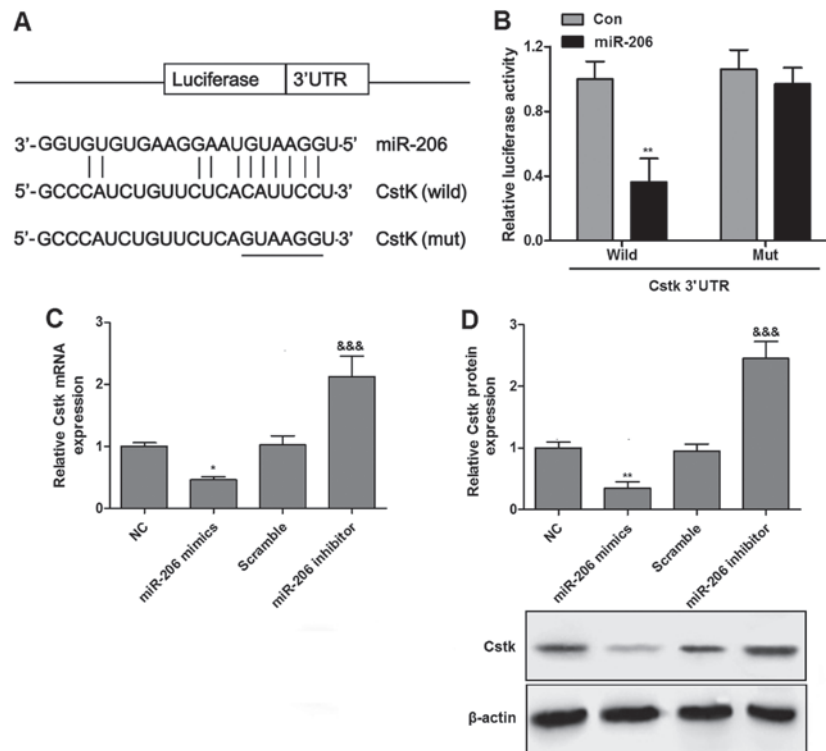 A
Luciferase 3'UTR
3'-GGUGUGUGAAGGAAUGUAAGGU-5' miR-206
5'-GCCCAUCUGUUCUCACAUUCCU-3' CstK (wild)
5'-GCCCAUCUGUUCUCAGUAAGGU-3' CstK (mut)
B
Con
miR-206
Relative luciferase activity
1.2
0.8
0.4
0.0
**
Wild Mut
Cstk 3'UTR
C
Relative Cstk mRNA
expression
3
2
1
0
*
&&&
NC
miR-206 mimics
Scramble
miR-206 inhibitor
D
Relative Cstk protein
expression
3
2
1
0
**
&&&
NC
miR-206 mimics
Scramble
miR-206 inhibitor
Cstk
β-actin